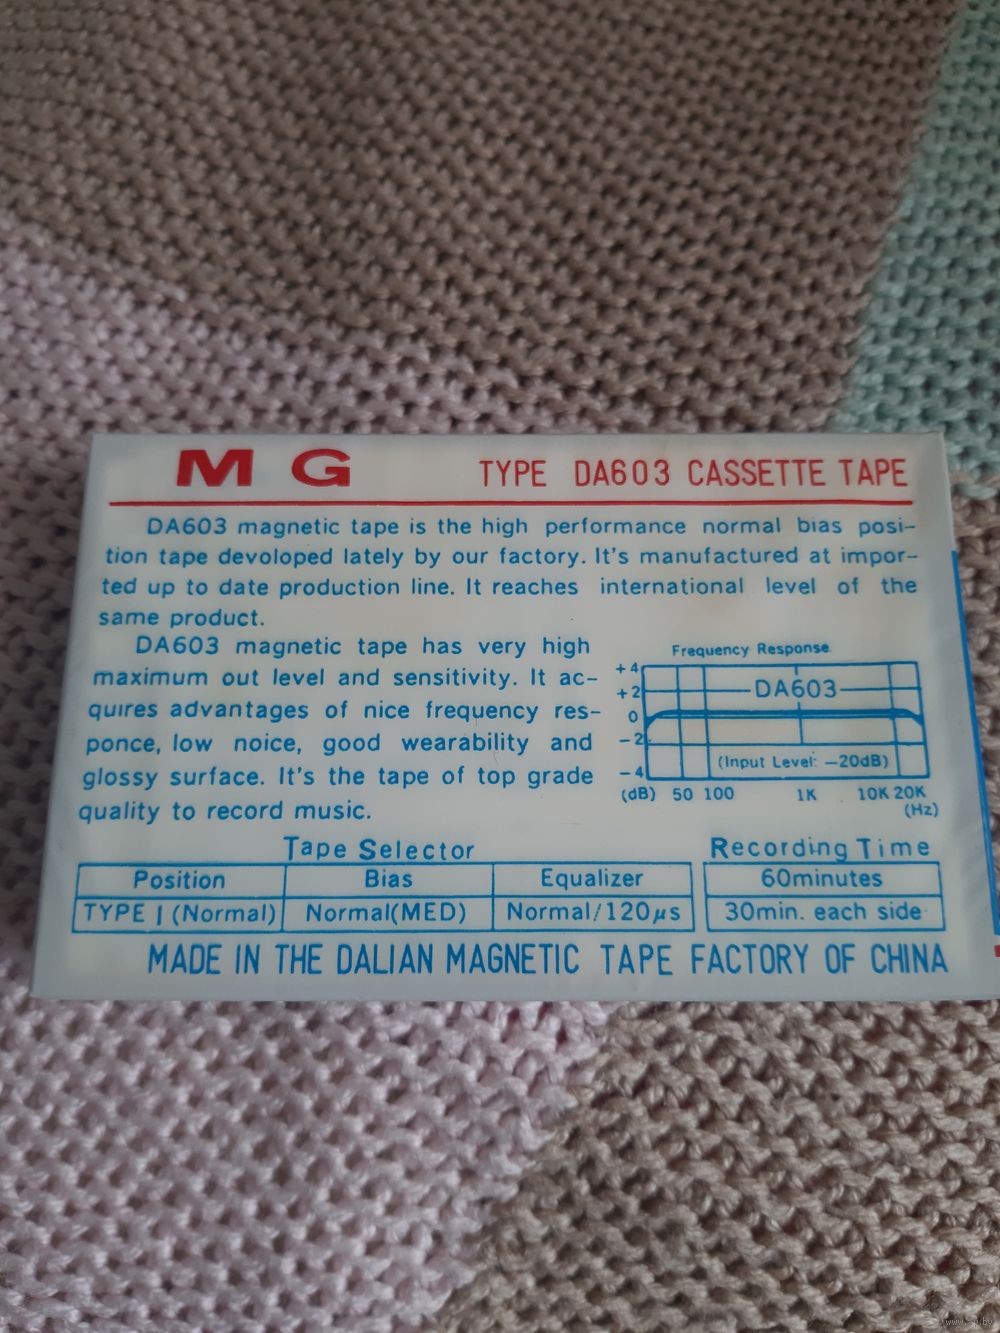 MG TYPE DA603 CASSETTE TAPE
DA603 magnetic tape is the high performance normal bias posi-
tion tape devoloped lately by our factory. It's manufactured at impor-
ted up to date production line. It reaches international level of the
same product.
DA603 magnetic tape has very high
maximum out level and sensitivity. It ac-
quires advantages of nice frequency res-
ponce, low noice, good wearability and
glossy surface. It's the tape of top grade
quality to record music.
Frequency Response
+4
+2
0
-2
-4
DA603
(Input Level: -20dB)
(dB) 50 100 1K 10K 20K
(Hz)
Tape Selector
Position Bias Equalizer
TYPE I (Normal) Normal(MED) Normal/120μs
Recording Time
60minutes
30min. each side
MADE IN THE DALIAN MAGNETIC TAPE FACTORY OF CHINA